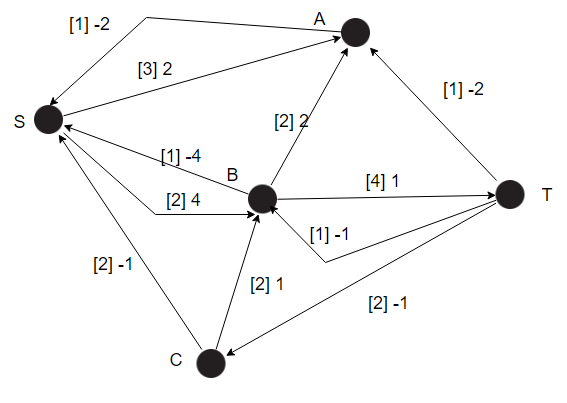 A
[1] -2
[3] 2
[1] -2
S
[2] 2
[1] -4
B
[4] 1
T
[2] 4
[1] -1
[2] -1
[2] 1
[2] -1
C